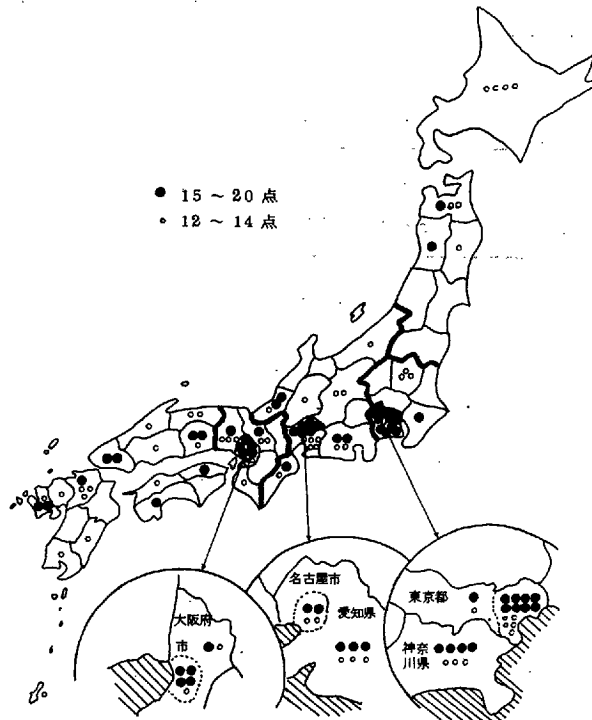 ● 15 ～ 20 点
○ 12 ～ 14 点
名古屋市
愛知県
東京都
大阪府
市
神奈
川県